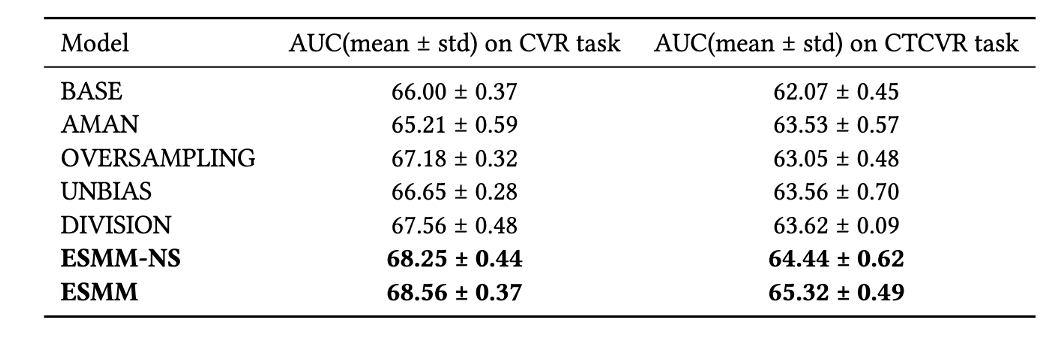 Model AUC(mean ± std) on CVR task AUC(mean ± std) on CTCVR task
BASE 66.00 ± 0.37 62.07 ± 0.45
AMAN 65.21 ± 0.59 63.53 ± 0.57
OVERSAMPLING 67.18 ± 0.32 63.05 ± 0.48
UNBIAS 66.65 ± 0.28 63.56 ± 0.70
DIVISION 67.56 ± 0.48 63.62 ± 0.09
ESMM-NS 68.25 ± 0.44 64.44 ± 0.62
ESMM 68.56 ± 0.37 65.32 ± 0.49